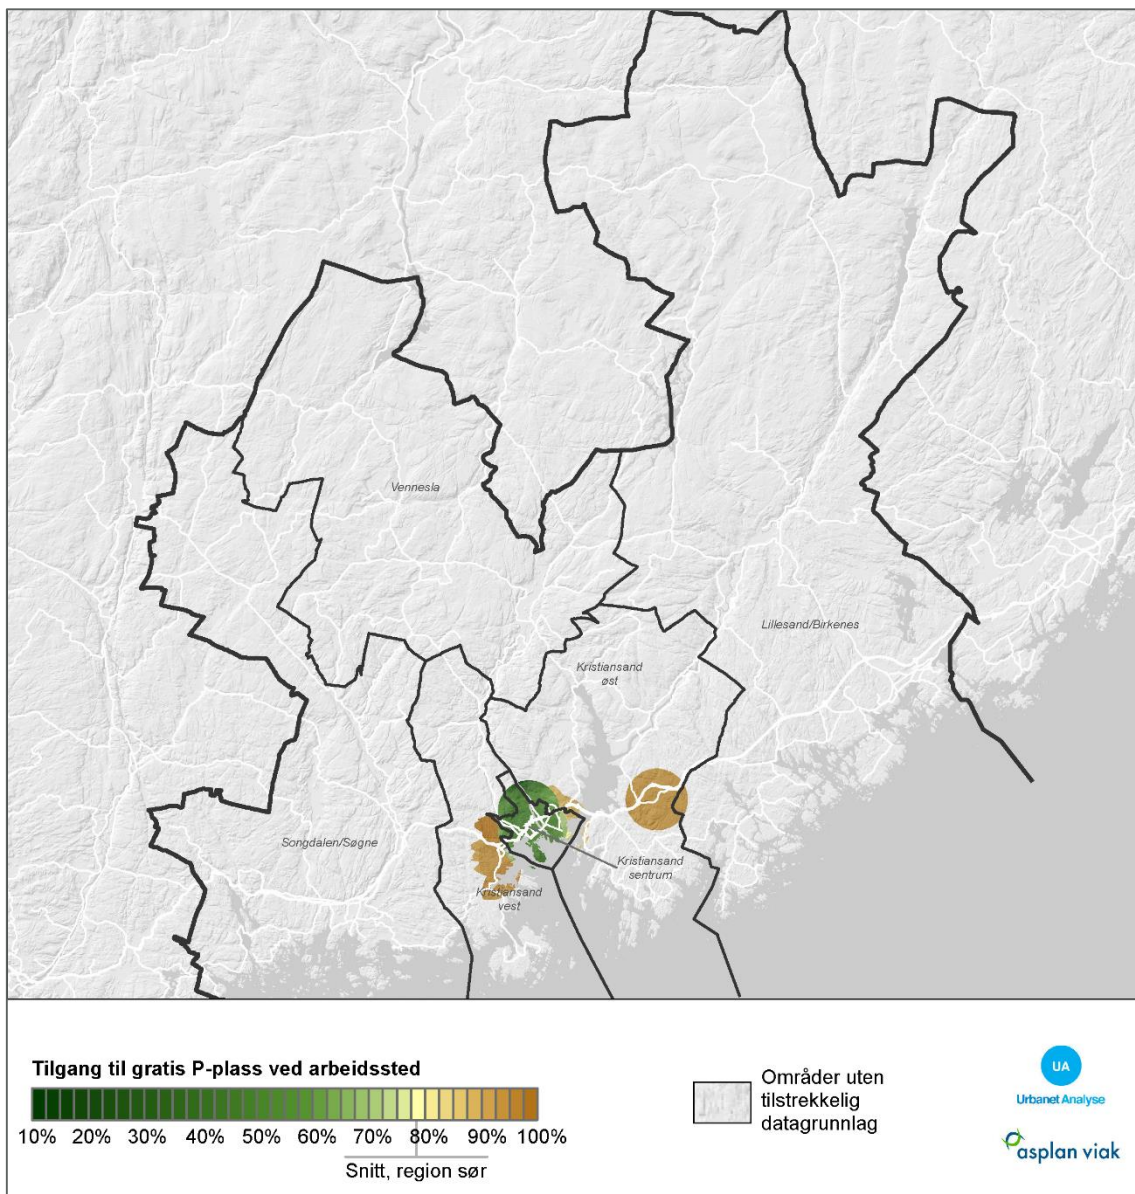 Vennesla
Lillesand/Birkenes
Kristiansand
øst
Songdalen/Søgne
Kristiansand
sentrum
Kristiansand
vest
Tilgang til gratis P-plass ved arbeidssted
10% 20% 30% 40% 50% 60% 70% 80% 90% 100%
Snitt, region sør
Områder uten
tilstrekkelig
datagrunnlag
UA
Urbanet Analyse
asplan viak